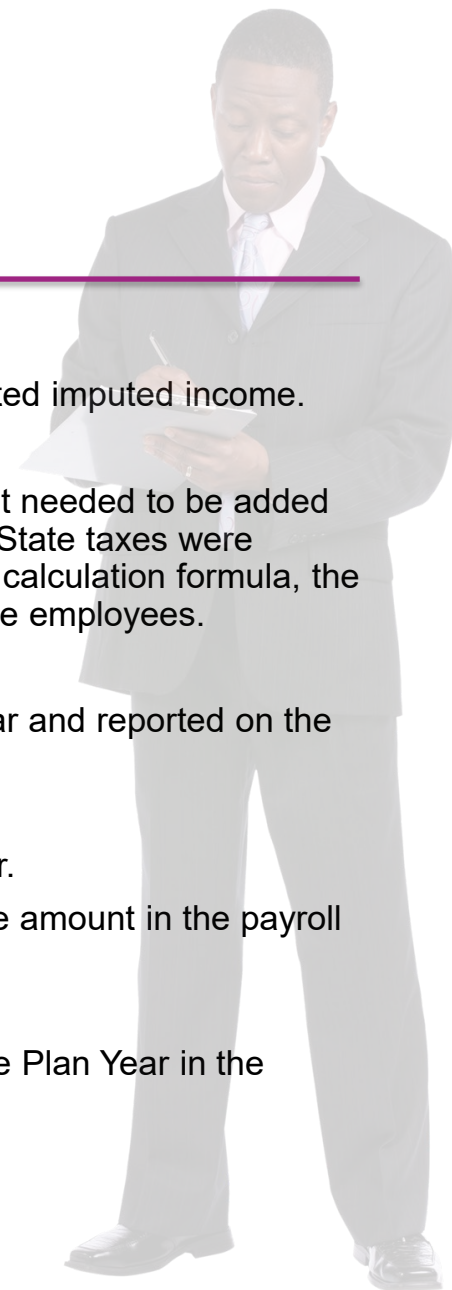 ted imputed income.
t needed to be added
State taxes were
calculation formula, the
e employees.
ar and reported on the
r.
e amount in the payroll
e Plan Year in the